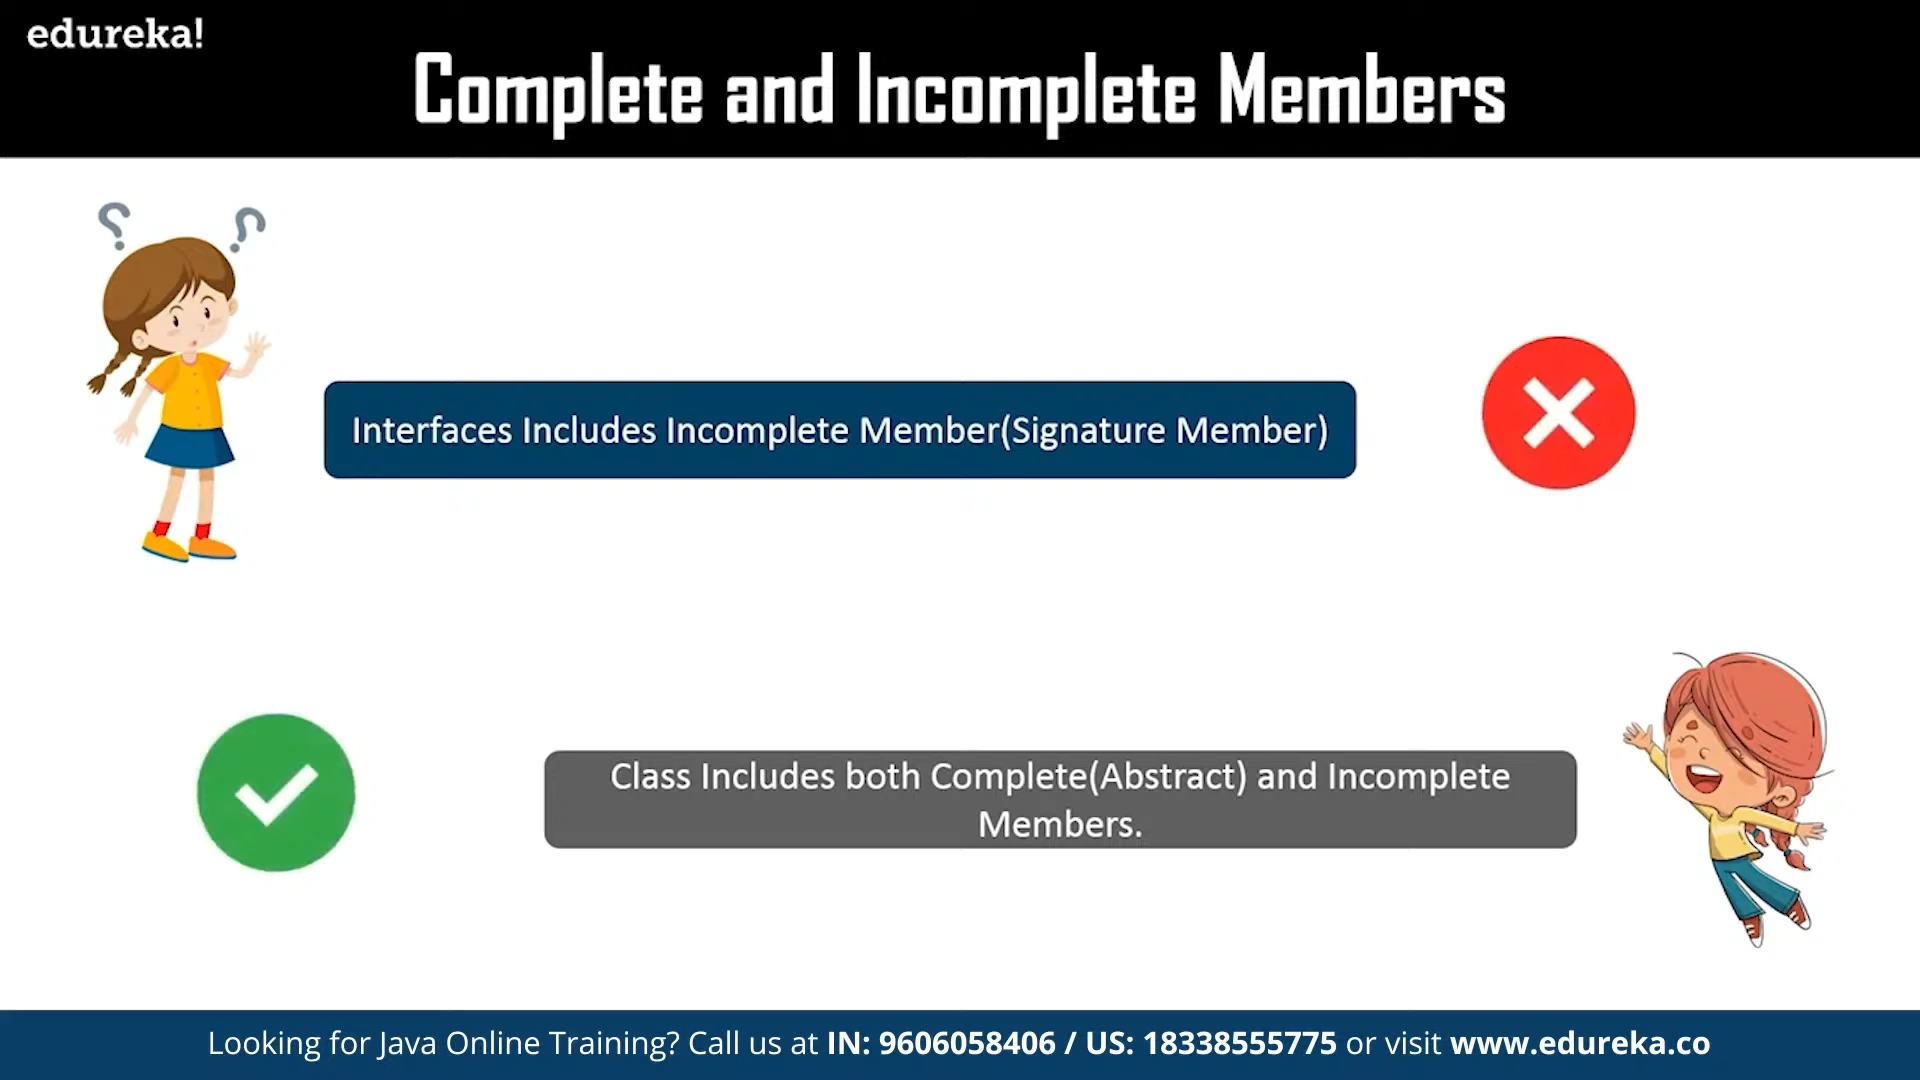 edureka!
Complete and Incomplete Members
Interfaces Includes Incomplete Member(Signature Member)
Class Includes both Complete(Abstract) and Incomplete
Members.
Looking for Java Online Training? Call us at IN: 9606058406 / US: 18338555775 or visit www.edureka.co